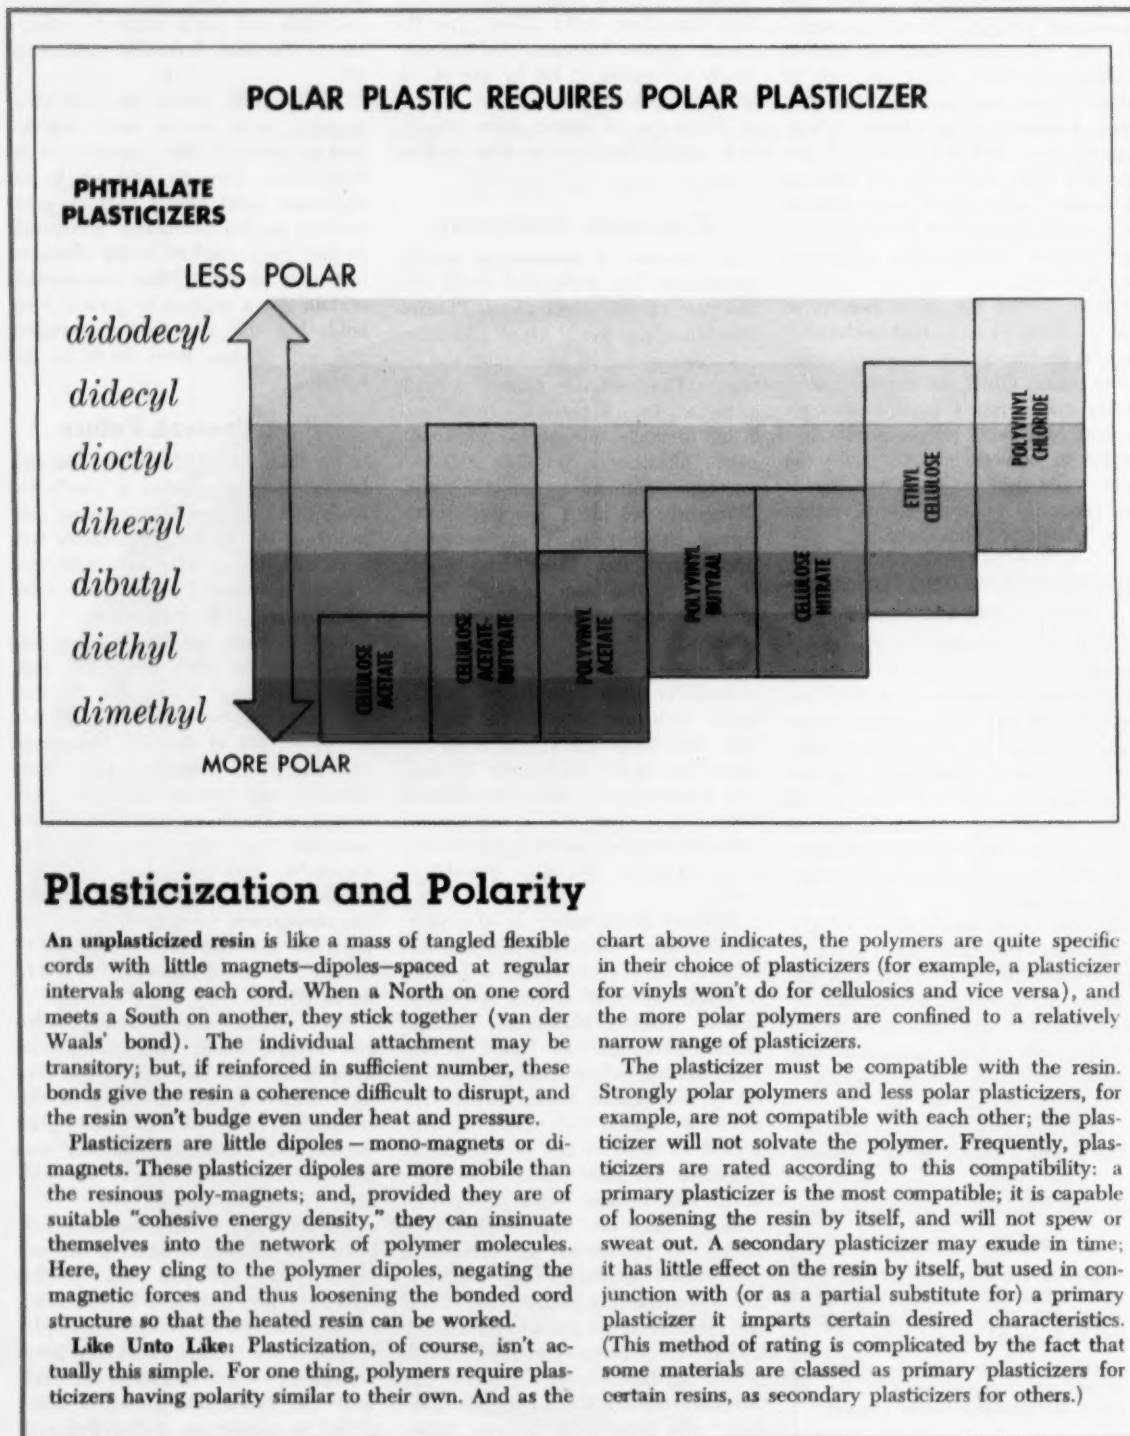 POLAR PLASTIC REQUIRES POLAR PLASTICIZER
PHTHALATE
PLASTICIZERS
LESS POLAR
didodecyl
didecyl
dioctyl
dihexyl
dibutyl
diethyl
dimethyl
MORE POLAR
CELLULOSE
ACETATE
CELLULOSE
ACETATE-
BUTYRATE
POLYVINYL
ACETATE
POLYVINYL
BUTYRAL
CELLULOSE
NITRATE
ETHYL
CELLULOSE
POLYVINYL
CHLORIDE
Plasticization and Polarity
An unplasticized resin is like a mass of tangled flexible
cords with little magnets—dipoles—spaced at regular
intervals along each cord. When a North on one cord
meets a South on another, they stick together (van der
Waals' bond). The individual attachment may be
transitory; but, if reinforced in sufficient number, these
bonds give the resin a coherence difficult to disrupt, and
the resin won't budge even under heat and pressure.
Plasticizers are little dipoles — mono-magnets or di-
magnets. These plasticizer dipoles are more mobile than
the resinous poly-magnets; and, provided they are of
suitable "cohesive energy density," they can insinuate
themselves into the network of polymer molecules.
Here, they cling to the polymer dipoles, negating the
magnetic forces and thus loosening the bonded cord
structure so that the heated resin can be worked.
Like Unto Like: Plasticization, of course, isn't ac-
tually this simple. For one thing, polymers require plas-
ticizers having polarity similar to their own. And as the
chart above indicates, the polymers are quite specific
in their choice of plasticizers (for example, a plasticizer
for vinyls won't do for cellulosics and vice versa), and
the more polar polymers are confined to a relatively
narrow range of plasticizers.
The plasticizer must be compatible with the resin.
Strongly polar polymers and less polar plasticizers, for
example, are not compatible with each other; the plas-
ticizer will not solvate the polymer. Frequently, plas-
ticizers are rated according to this compatibility: a
primary plasticizer is the most compatible; it is capable
of loosening the resin by itself, and will not spew or
sweat out. A secondary plasticizer may exude in time;
it has little effect on the resin by itself, but used in con-
junction with (or as a partial substitute for) a primary
plasticizer it imparts certain desired characteristics.
(This method of rating is complicated by the fact that
some materials are classed as primary plasticizers for
certain resins, as secondary plasticizers for others.)